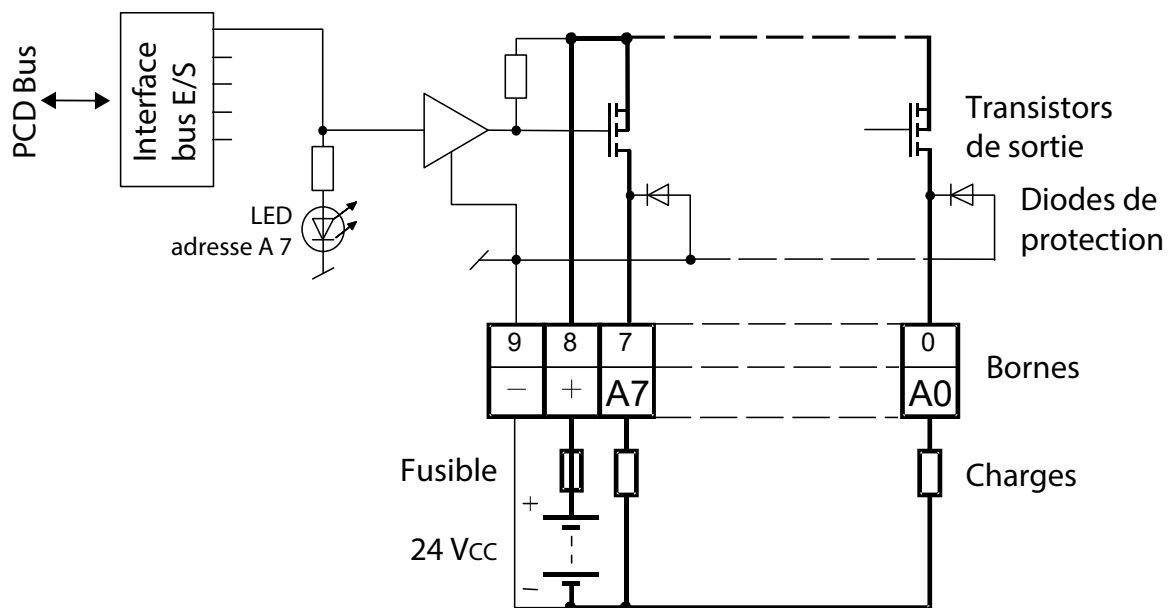 PCD Bus
Interface
bus E/S
LED
adresse A 7
Transistors
de sortie
Diodes de
protection
9 8 7 0
− + A7 A0
Bornes
Fusible
Charges
+
24 VCC
−